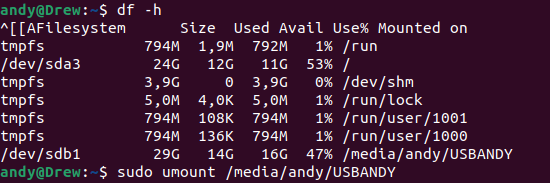 andy@Drew:~$ df -h
^[[AFilesystem      Size  Used Avail Use% Mounted on
tmpfs           794M  1,9M  792M   1% /run
/dev/sda3        24G   12G   11G  53% /
tmpfs           3,9G     0  3,9G   0% /dev/shm
tmpfs           5,0M  4,0K  5,0M   1% /run/lock
tmpfs           794M  108K  794M   1% /run/user/1001
tmpfs           794M  136K  794M   1% /run/user/1000
/dev/sdb1        29G   14G   16G  47% /media/andy/USBANDY
andy@Drew:~$ sudo umount /media/andy/USBANDY